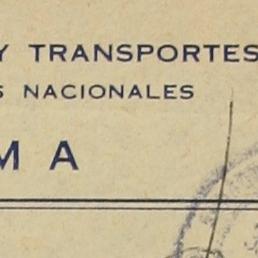 Y TRANSPORTES
S NACIONALES
M A